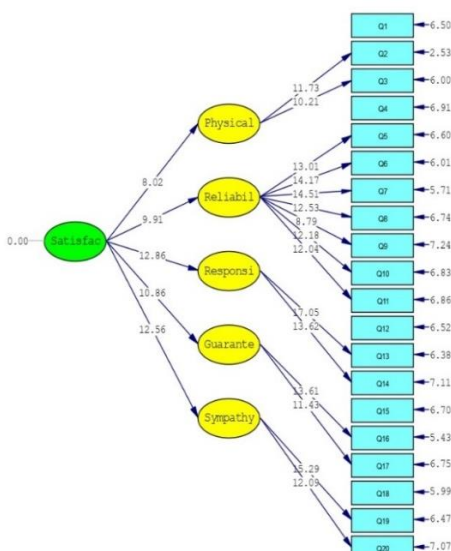 Q1
6.50
Q2
2.53
Q3
6.00
Q4
6.91
Q5
6.60
Q6
6.01
Q7
5.71
Q8
6.74
Q9
7.24
Q10
6.83
Q11
6.86
Q12
6.52
Q13
6.38
Q14
7.11
Q15
6.70
Q16
5.43
Q17
6.75
Q18
5.99
Q19
6.47
Q20
7.07
11.73
10.21
Physical
13.01
14.17
14.51
12.53
8.79
12.18
12.04
Reliabil
17.05
13.62
Responsi
13.61
11.43
Guarante
15.29
12.09
Sympathy
8.02
9.91
12.86
10.86
12.56
0.00
Satisfac